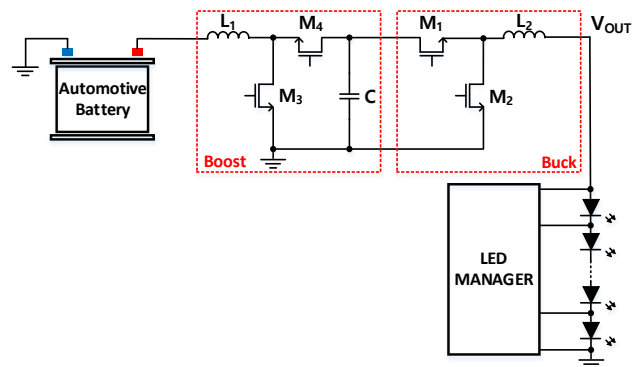 L1
M4
M1
L2
VOUT
Automotive
Battery
M3
C
M2
Boost
Buck
LED
MANAGER